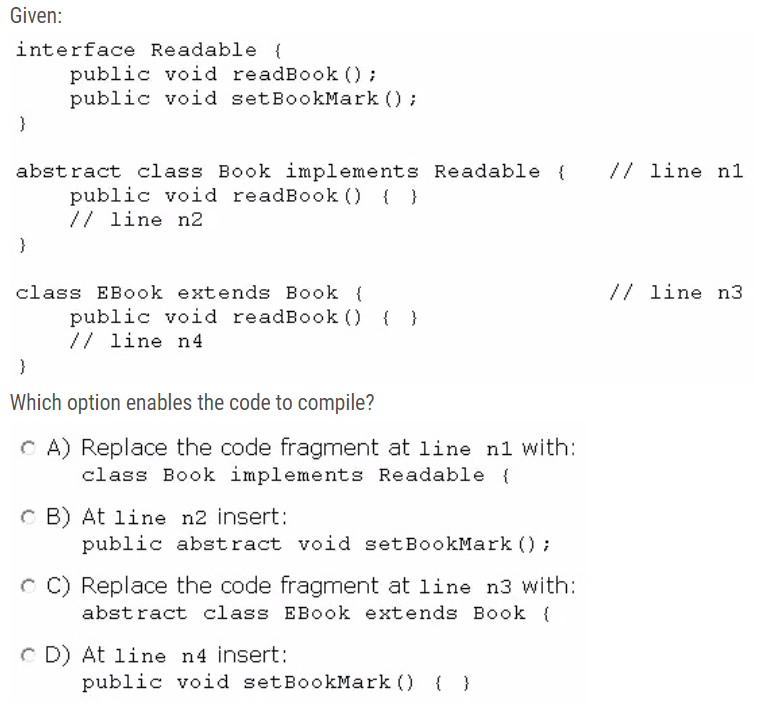 Given:
interface Readable {
public void readBook();
public void setBookMark();
}
abstract class Book implements Readable { // line n1
public void readBook() { }
// line n2
}
class EBook extends Book { // line n3
public void readBook() { }
// line n4
}
Which option enables the code to compile?
A) Replace the code fragment at line n1 with:
class Book implements Readable {
B) At line n2 insert:
public abstract void setBookMark();
C) Replace the code fragment at line n3 with:
abstract class EBook extends Book {
D) At line n4 insert:
public void setBookMark() { }